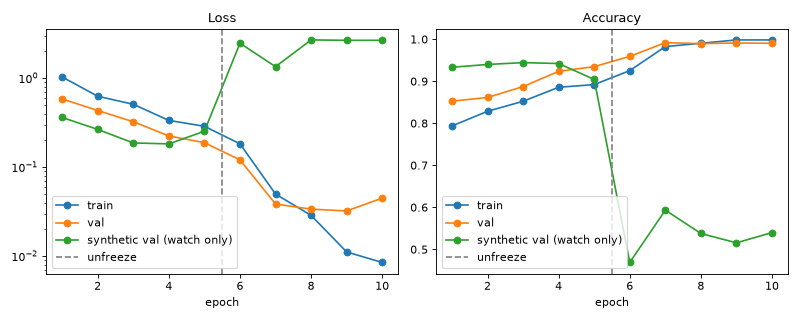 Loss
10⁰
10⁻¹
10⁻²
train
val
synthetic val (watch only)
unfreeze
2
4
6
8
10
epoch
Accuracy
1.0
0.9
0.8
0.7
0.6
0.5
train
val
synthetic val (watch only)
unfreeze
2
4
6
8
10
epoch